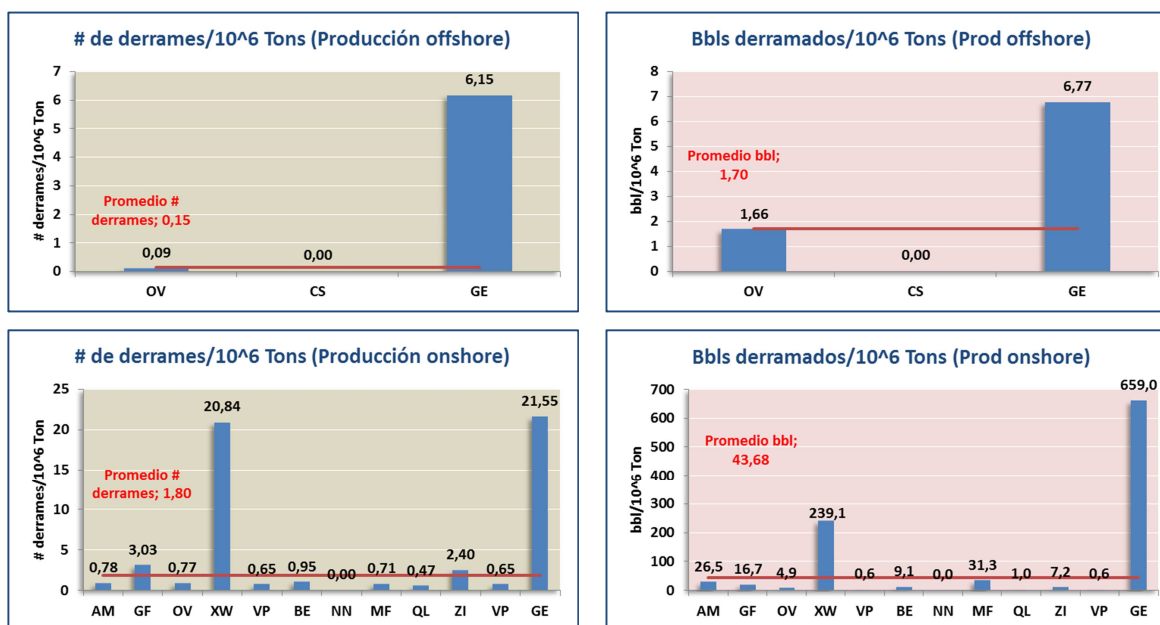 # de derrames/10^6 Tons (Producción offshore)
# derrames/10^6 Ton
7
6
5
4
3
2
1
0
6,15
Promedio #
derrames; 0,15
0,09
0,00
OV CS GE
Bbls derramados/10^6 Tons (Prod offshore)
bbl/10^6 Ton
8
7
6
5
4
3
2
1
0
6,77
Promedio bbl;
1,70
1,66
0,00
OV CS GE
# de derrames/10^6 Tons (Producción onshore)
# derrames/10^6 Ton
25
20
15
10
5
0
20,84
21,55
Promedio #
derrames; 1,80
0,78 3,03 0,77 0,65 0,95 0,00 0,71 0,47 2,40 0,65
AM GF OV XW VP BE NN MF QL ZI VP GE
Bbls derramados/10^6 Tons (Prod onshore)
bbl/10^6 Ton
700
600
500
400
300
200
100
0
659,0
Promedio bbl;
43,68
239,1
26,5 16,7 4,9 0,6 9,1 0,0 31,3 1,0 7,2 0,6
AM GF OV XW VP BE NN MF QL ZI VP GE